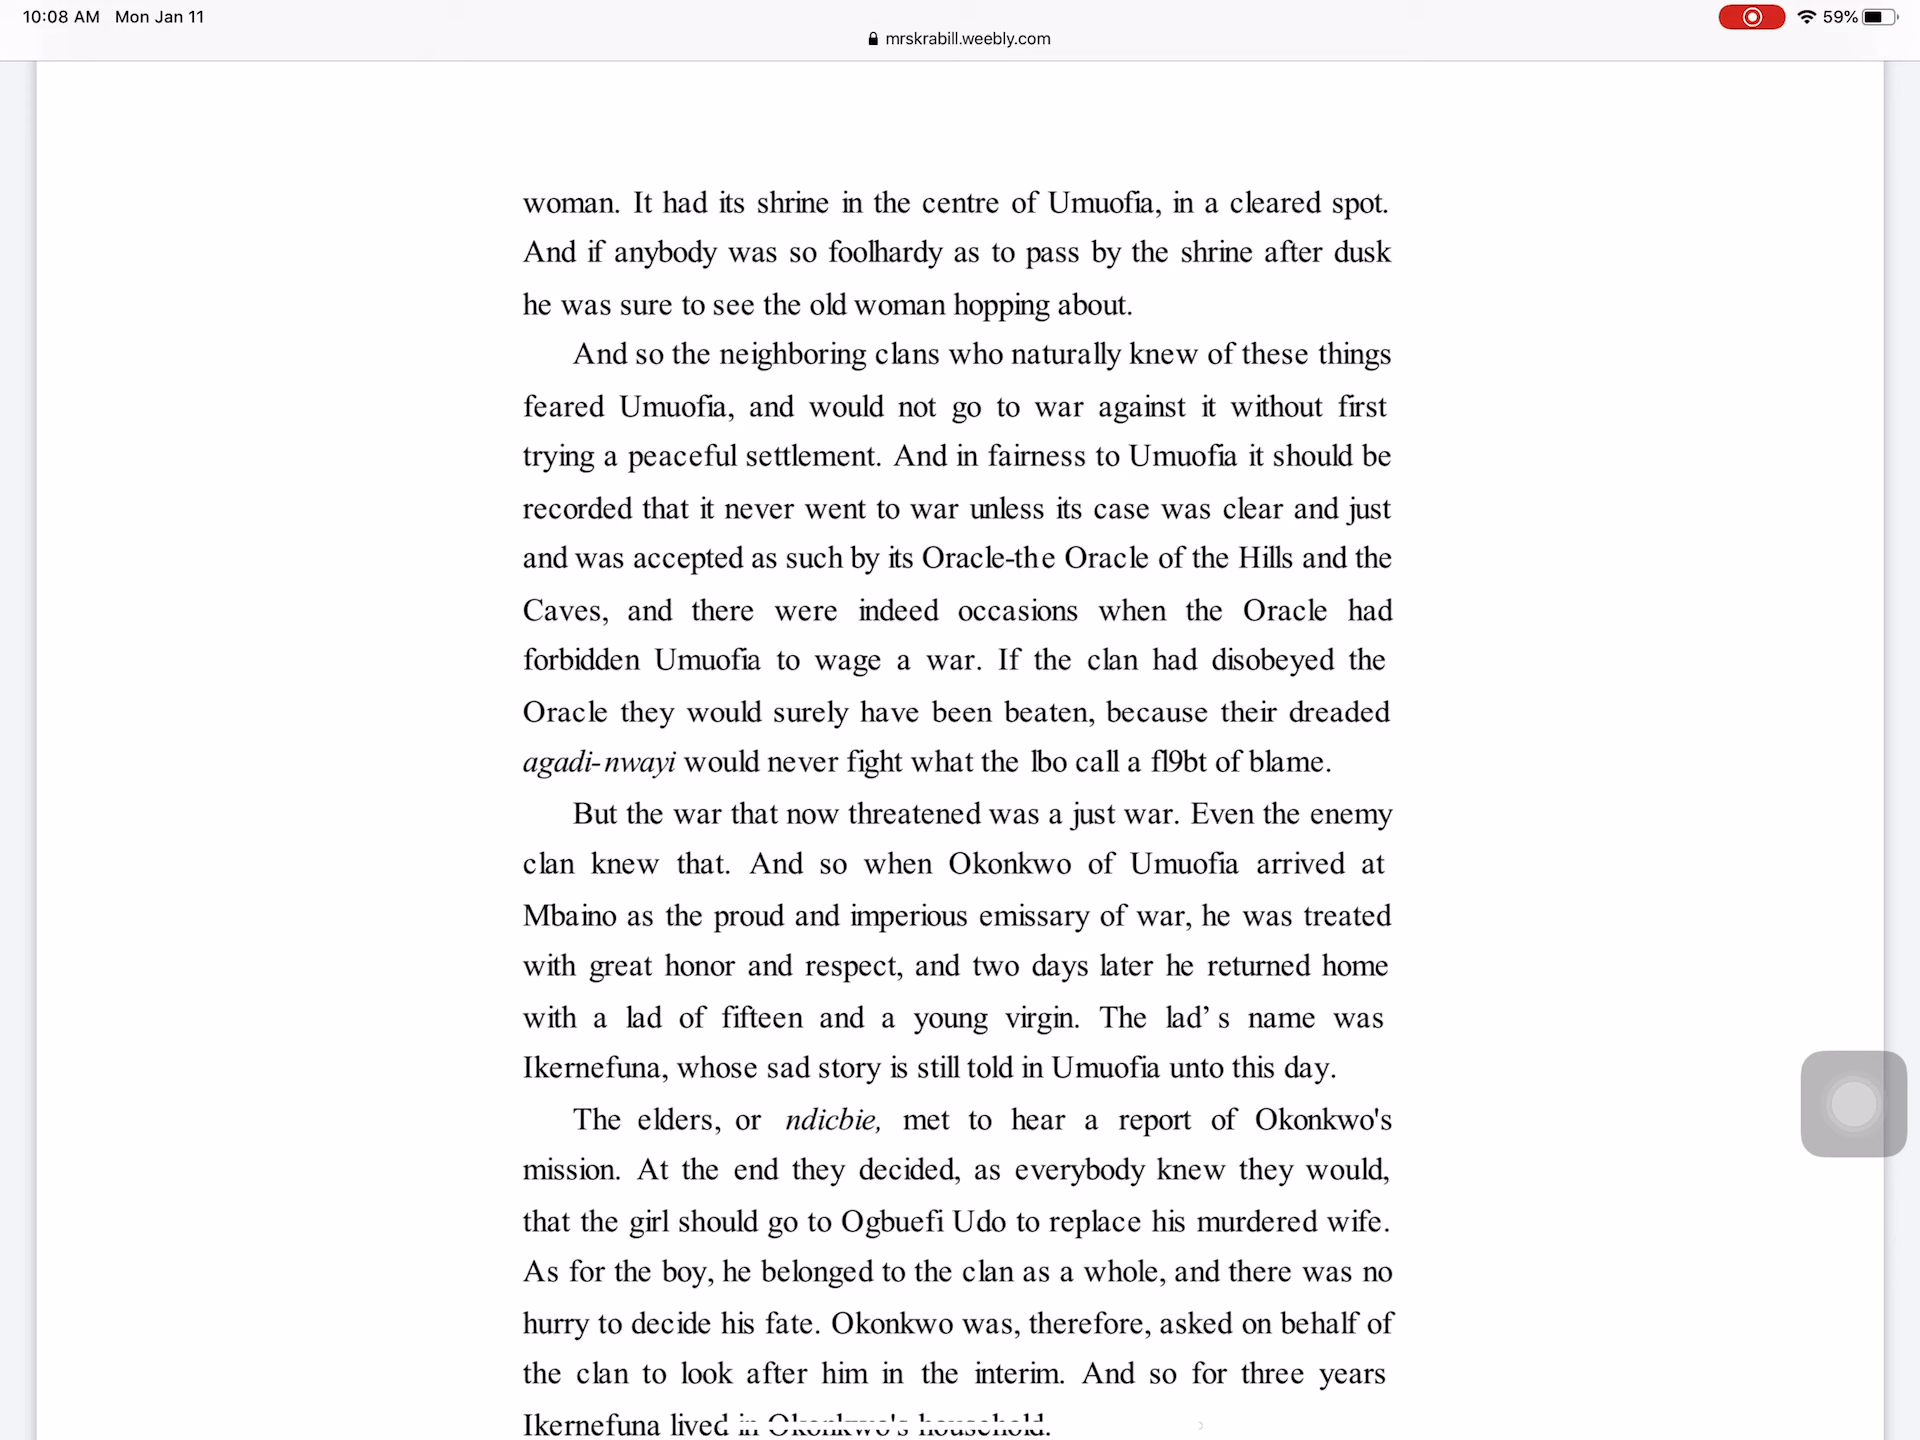 10:08 AM Mon Jan 11
59%
mrskrabill.weebly.com
woman. It had its shrine in the centre of Umuofia, in a cleared spot.
And if anybody was so foolhardy as to pass by the shrine after dusk
he was sure to see the old woman hopping about.
And so the neighboring clans who naturally knew of these things
feared Umuofia, and would not go to war against it without first
trying a peaceful settlement. And in fairness to Umuofia it should be
recorded that it never went to war unless its case was clear and just
and was accepted as such by its Oracle-the Oracle of the Hills and the
Caves, and there were indeed occasions when the Oracle had
forbidden Umuofia to wage a war. If the clan had disobeyed the
Oracle they would surely have been beaten, because their dreaded
agadi-nwayi would never fight what the lbo call a fl9bt of blame.
But the war that now threatened was a just war. Even the enemy
clan knew that. And so when Okonkwo of Umuofia arrived at
Mbaino as the proud and imperious emissary of war, he was treated
with great honor and respect, and two days later he returned home
with a lad of fifteen and a young virgin. The lad’ s name was
Ikernefuna, whose sad story is still told in Umuofia unto this day.
The elders, or ndicbie, met to hear a report of Okonkwo's
mission. At the end they decided, as everybody knew they would,
that the girl should go to Ogbuefi Udo to replace his murdered wife.
As for the boy, he belonged to the clan as a whole, and there was no
hurry to decide his fate. Okonkwo was, therefore, asked on behalf of
the clan to look after him in the interim. And so for three years
Ikernefuna lived in Okonkwo's household.